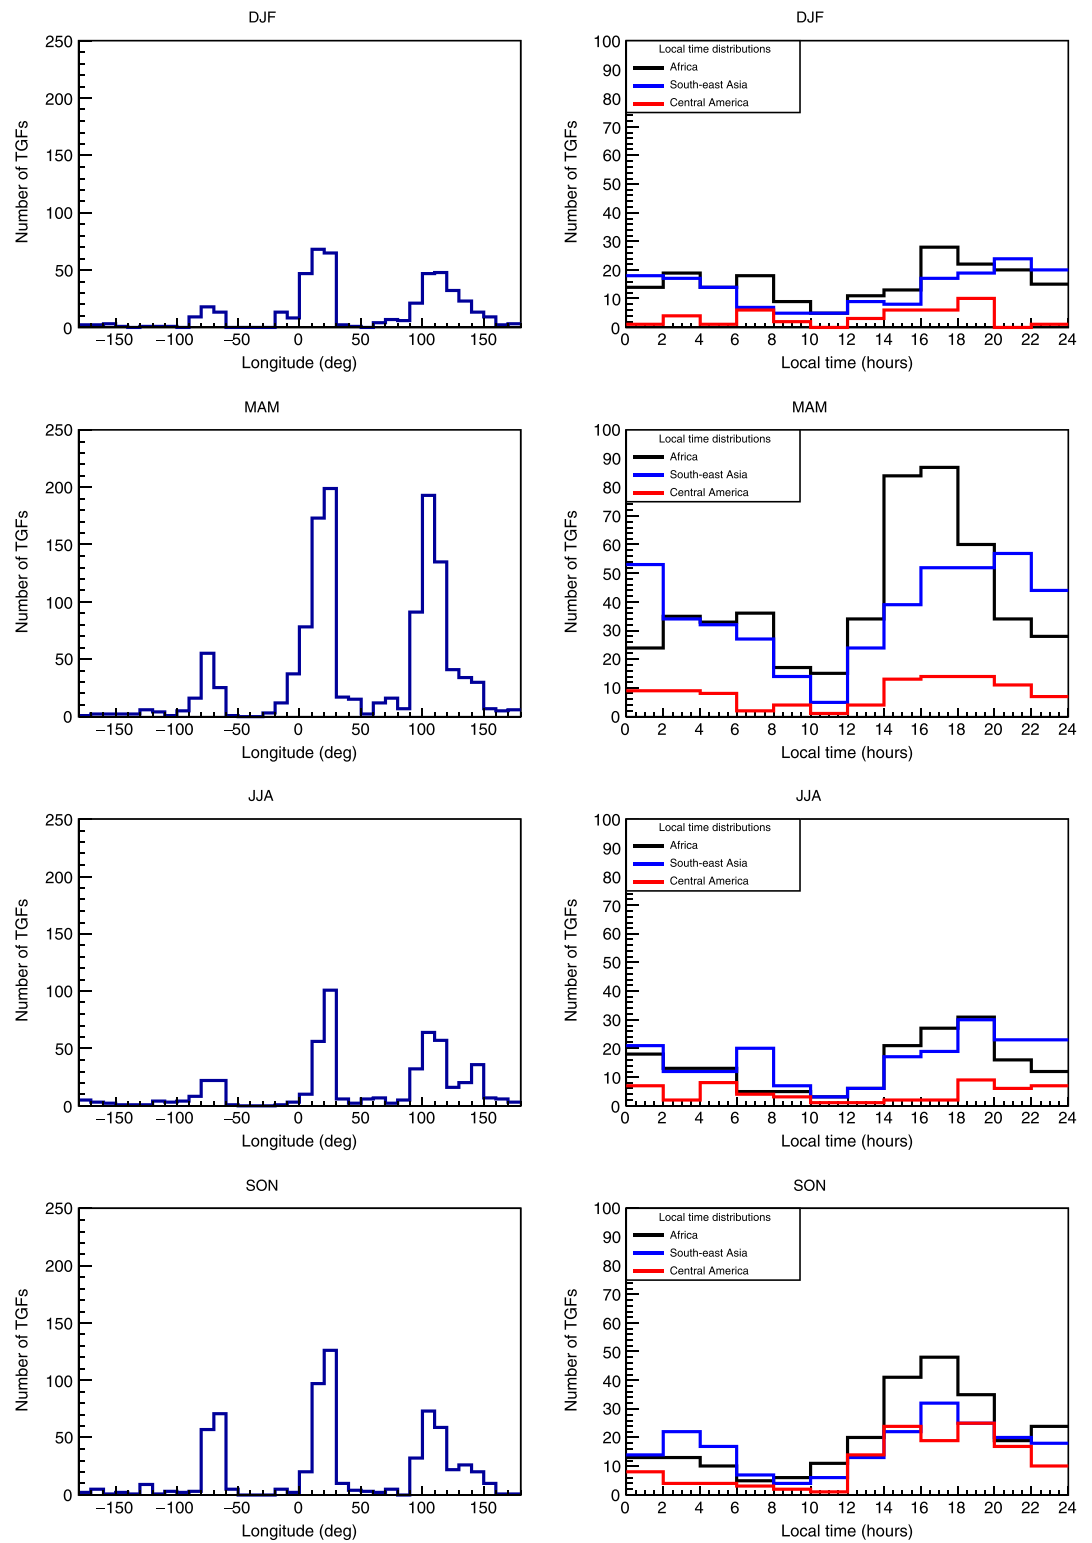 DJF
250
200
150
100
50
0
Number of TGFs
−150 −100 −50 0 50 100 150
Longitude (deg)
DJF
100
90
80
70
60
50
40
30
20
10
0
Number of TGFs
Local time distributions
Africa
South-east Asia
Central America
0 2 4 6 8 10 12 14 16 18 20 22 24
Local time (hours)
MAM
250
200
150
100
50
0
Number of TGFs
−150 −100 −50 0 50 100 150
Longitude (deg)
MAM
100
90
80
70
60
50
40
30
20
10
0
Number of TGFs
Local time distributions
Africa
South-east Asia
Central America
0 2 4 6 8 10 12 14 16 18 20 22 24
Local time (hours)
JJA
250
200
150
100
50
0
Number of TGFs
−150 −100 −50 0 50 100 150
Longitude (deg)
JJA
100
90
80
70
60
50
40
30
20
10
0
Number of TGFs
Local time distributions
Africa
South-east Asia
Central America
0 2 4 6 8 10 12 14 16 18 20 22 24
Local time (hours)
SON
250
200
150
100
50
0
Number of TGFs
−150 −100 −50 0 50 100 150
Longitude (deg)
SON
100
90
80
70
60
50
40
30
20
10
0
Number of TGFs
Local time distributions
Africa
South-east Asia
Central America
0 2 4 6 8 10 12 14 16 18 20 22 24
Local time (hours)